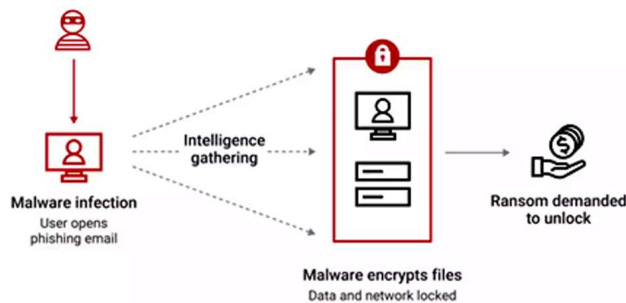 Intelligence
gathering
Malware infection
User opens
phishing email
Ransom demanded
to unlock
Malware encrypts files
Data and network locked